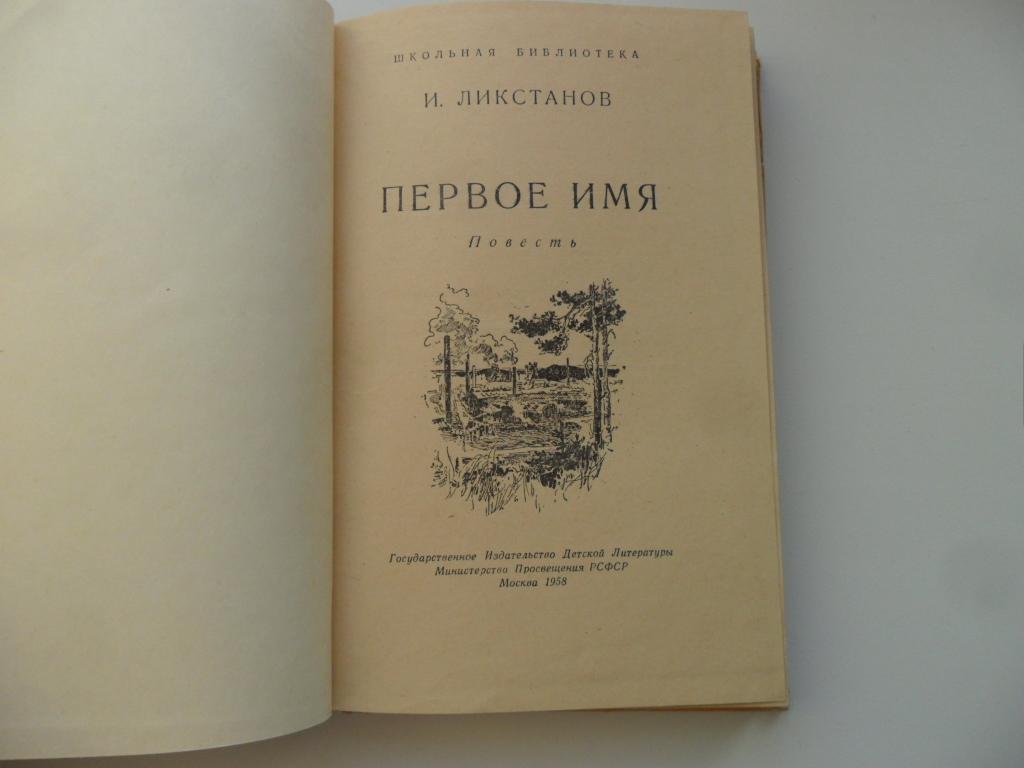 ШКОЛЬНАЯ БИБЛИОТЕКА
И. ЛИКСТАНОВ
ПЕРВОЕ ИМЯ
Повесть
Государственное Издательство Детской Литературы
Министерство Просвещения РСФСР
Москва 1958